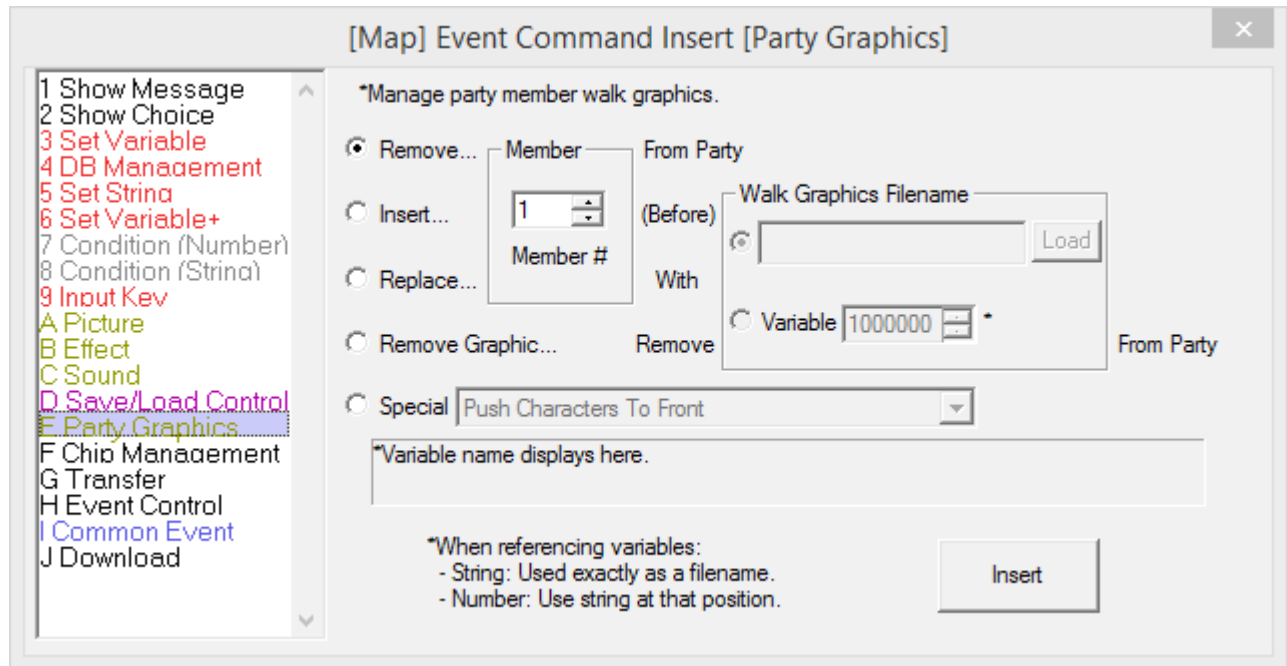 [Map] Event Command Insert [Party Graphics]
1 Show Message
2 Show Choice
3 Set Variable
4 DB Management
5 Set String
6 Set Variable+
7 Condition (Number)
8 Condition (String)
9 Input Key
A Picture
B Effect
C Sound
D Save/Load Control
E Party Graphics
F Chip Management
G Transfer
H Event Control
I Common Event
J Download
*Manage party member walk graphics.
Remove... Member From Party
Walk Graphics Filename
Insert... 1 (Before)
Load
Member #
Replace... With
Variable 1000000 *
Remove Graphic... Remove From Party
Special Push Characters To Front
*Variable name displays here.
*When referencing variables:
- String: Used exactly as a filename.
- Number: Use string at that position.
Insert